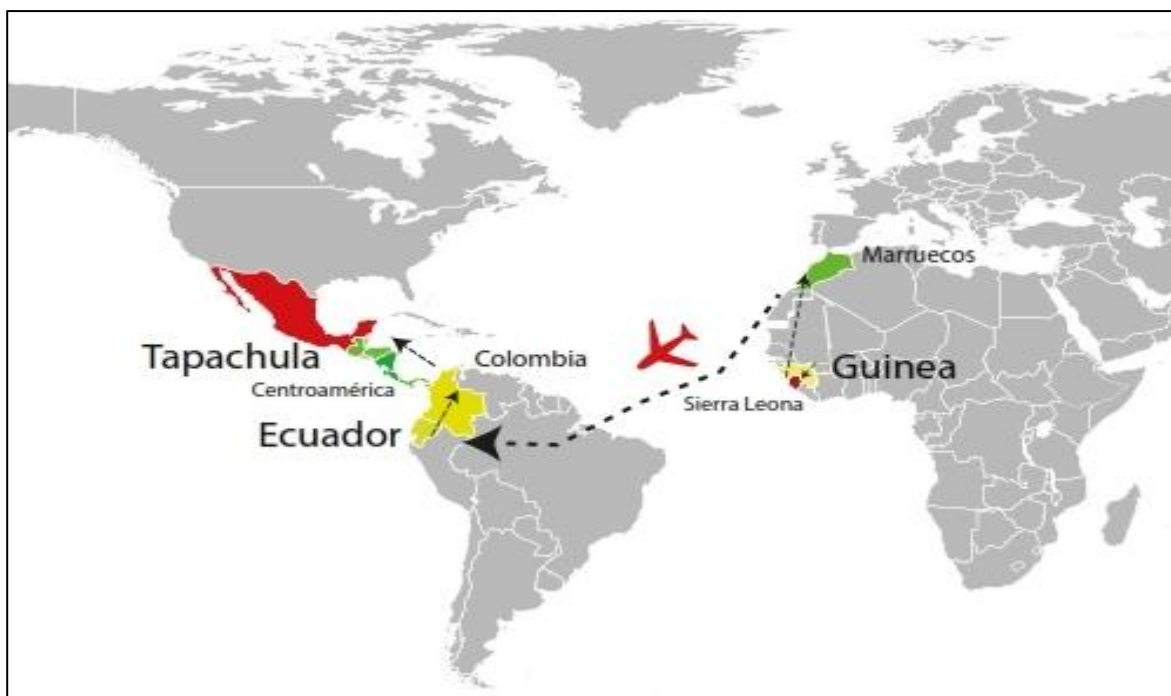 Marruecos
Tapachula
Colombia
Guinea
Centroamérica
Sierra Leona
Ecuador